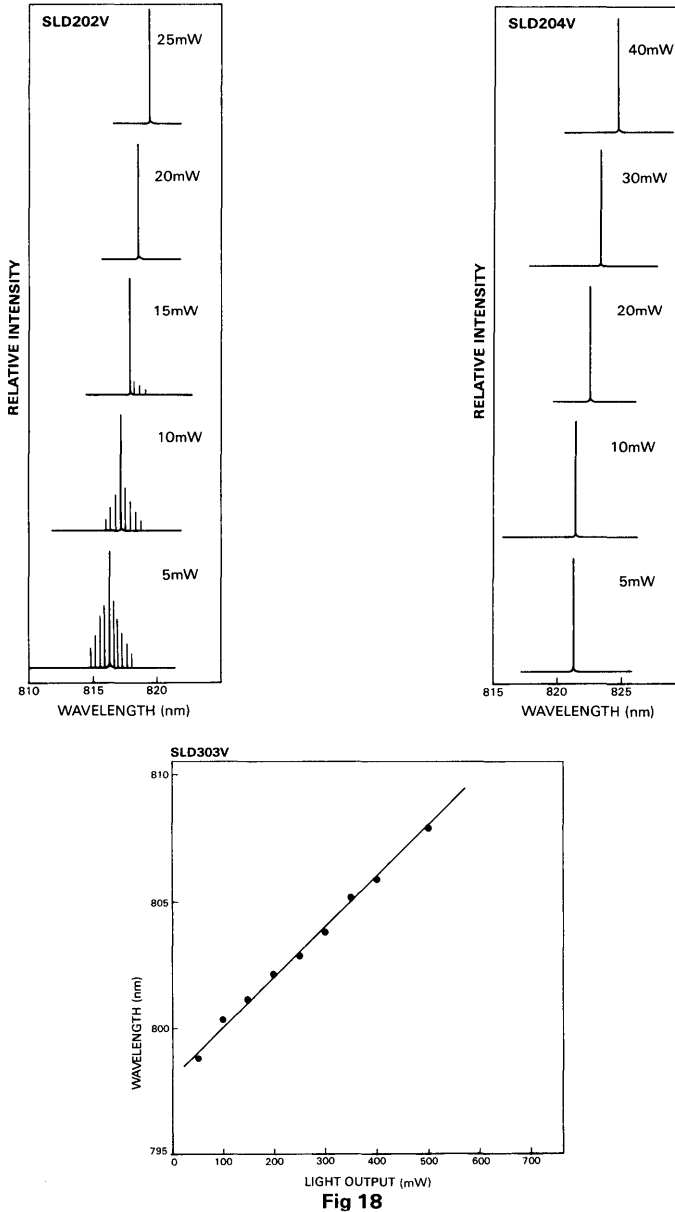 SLD202V
25mW
20mW
15mW
10mW
5mW
RELATIVE INTENSITY
810 815 820
WAVELENGTH (nm)
SLD204V
40mW
30mW
20mW
10mW
5mW
RELATIVE INTENSITY
815 820 825
WAVELENGTH (nm)
SLD303V
810
805
800
795
WAVELENGTH (nm)
0 100 200 300 400 500 600 700
LIGHT OUTPUT (mW)
Fig 18